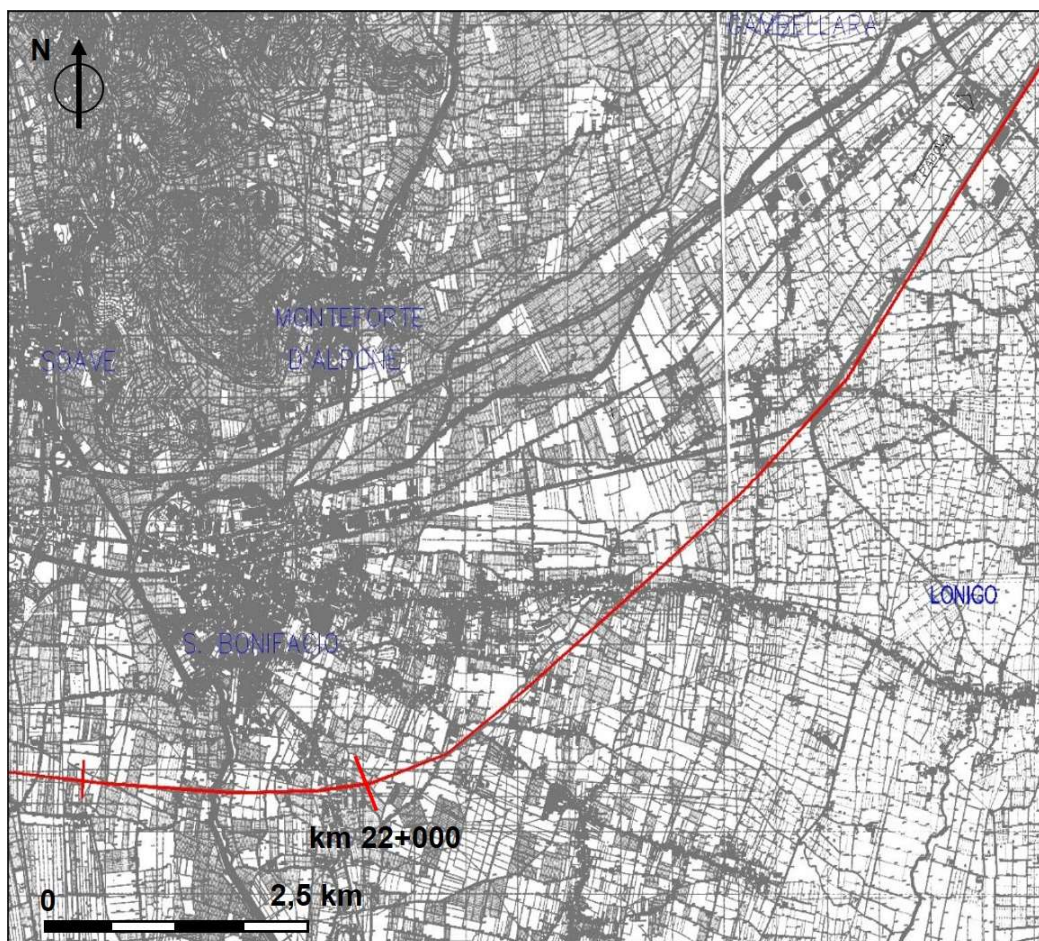 GAMBELLARA
N
MONTEFORTE
D'ALPONE
SOAVE
LONIGO
S. BONIFACIO
km 22+000
0
2,5 km